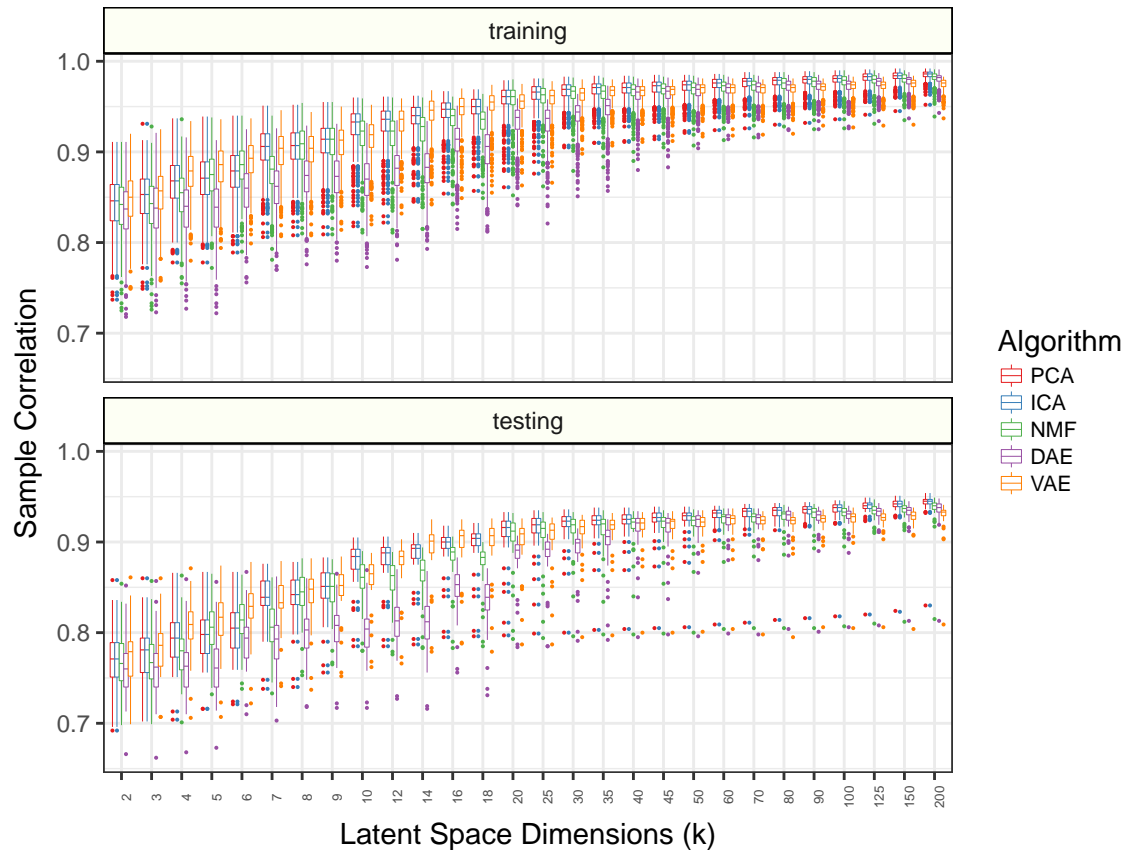 training
1.0
0.9
0.8
0.7
testing
1.0
0.9
0.8
0.7
Sample Correlation
2 3 4 5 6 7 8 9 10 12 14 16 18 20 25 30 35 40 45 50 60 70 80 90 100 125 150 200
Latent Space Dimensions (k)
Algorithm
PCA
ICA
NMF
DAE
VAE